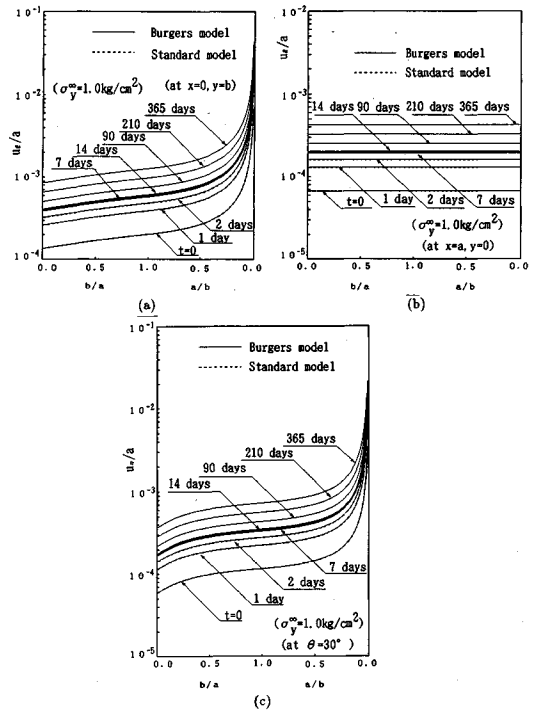 u_z/a
10^-1
10^-2
10^-3
10^-4
Burgers model
Standard model
(σ_y^∞=1.0kg/cm²)
(at x=0, y=b)
365 days
210 days
90 days
14 days
7 days
2 days
1 day
t=0
0.0 0.5 1.0 0.5 0.0
b/a a/b
(a)
10^-2
10^-3
10^-4
10^-5
Burgers model
Standard model
14 days 90 days 210 days 365 days
7 days
2 days
1 day
t=0
(σ_y^∞=1.0kg/cm²)
(at x=a, y=0)
0.0 0.5 1.0 0.5 0.0
b/a a/b
(b)
10^-1
10^-2
10^-3
10^-4
10^-5
Burgers model
Standard model
365 days
210 days
90 days
14 days
7 days
2 days
1 day
t=0
(σ_y^∞=1.0kg/cm²)
(at θ=30°)
0.0 0.5 1.0 0.5 0.0
b/a a/b
(c)